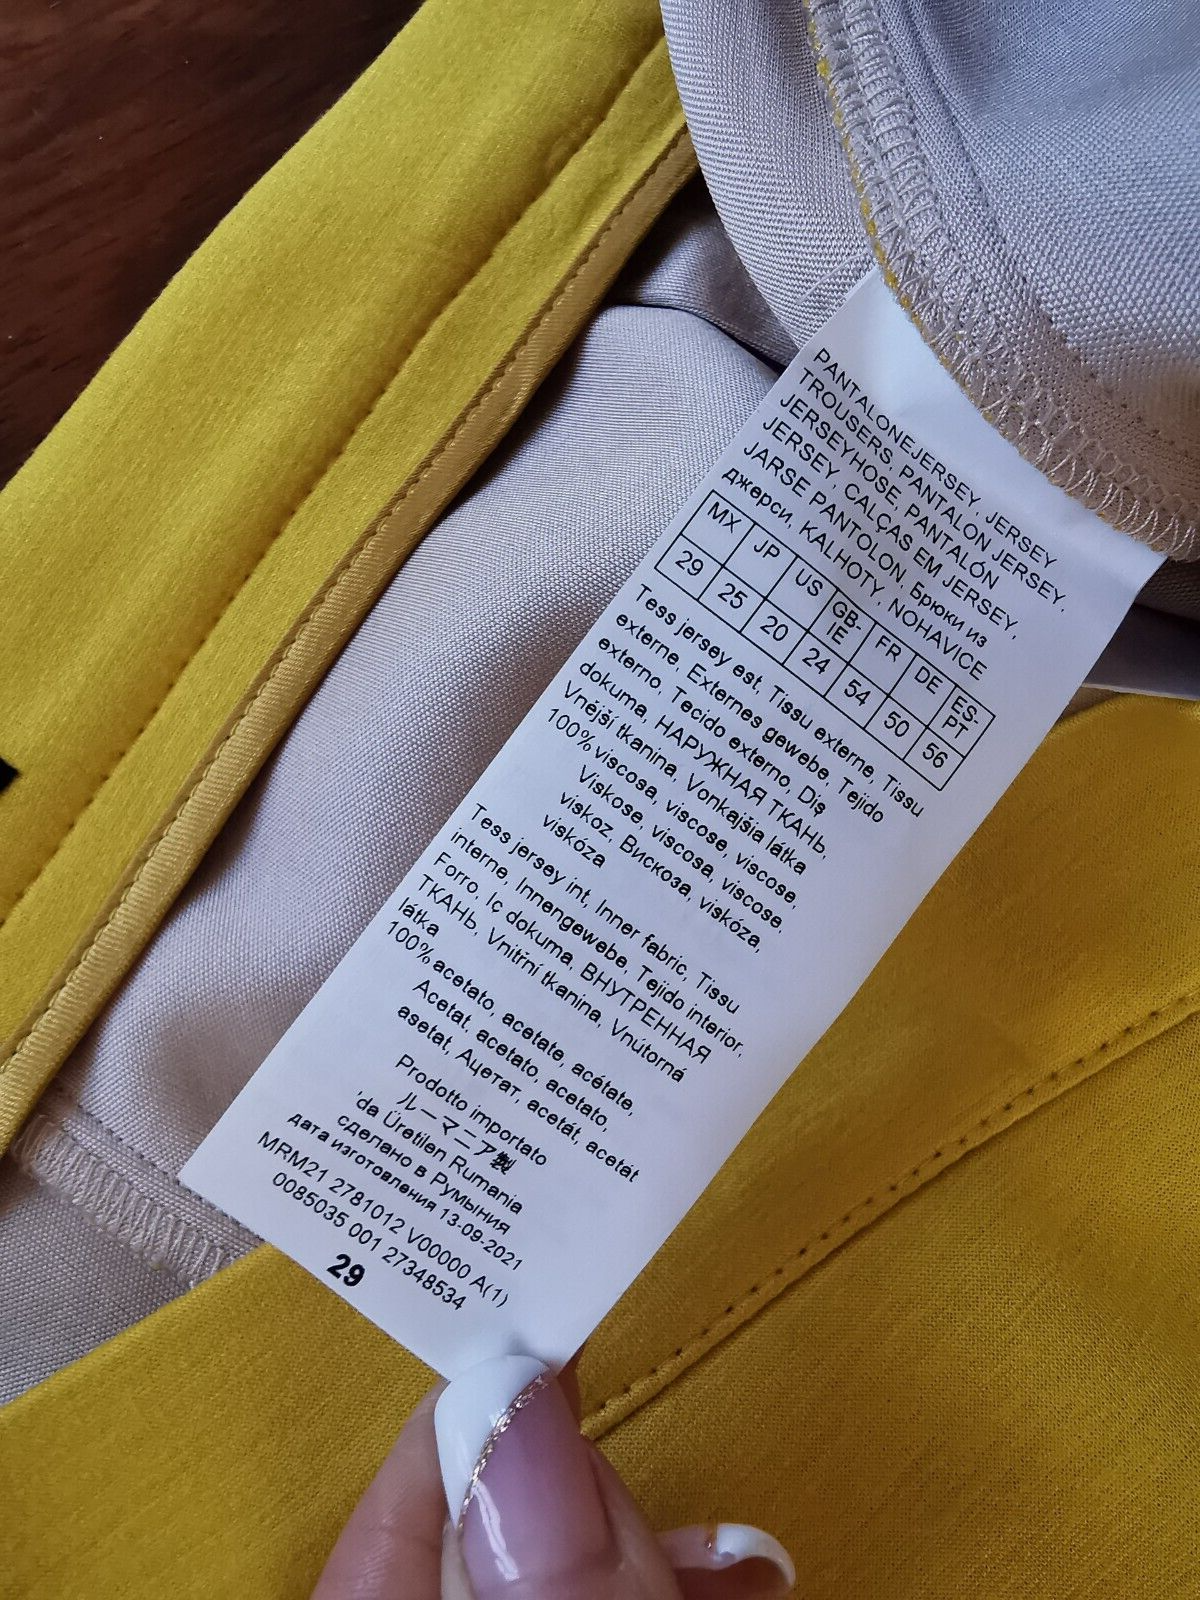 PANTALONEJERSEY, JERSEY
TROUSERS, PANTALON JERSEY,
JERSEYHOSE, PANTALÓN
JERSEY, CALÇAS EM JERSEY,
JARSE PANTOLON, Брюки из
джерси, KALHOTY, NOHAVICE
MX JP US GB-IE FR DE ES-PT
29 25 20 24 54 50 56
Tess jersey est, Tissu externe, Tissu
externe, Externes gewebe, Tejido
externo, Tecido externo, Diş
dokuma, НАРУЖНАЯ ТКАНЬ,
Vnější tkanina, Vonkajšia látka
100% viscosa, viscose, viscose,
Viskose, viscosa, viscose,
viskoz, Вискоза, viskóza,
viskóza
Tess jersey int, Inner fabric, Tissu
interne, Innengewebe, Tejido interior,
Forro, Iç dokuma, ВНУТРЕННАЯ
ТКАНЬ, Vnitřní tkanina, Vnútorná
látka
100% acetato, acetate, acétate,
Acetat, acetato, acetato,
asetat, Ацетат, acetát, acetát
Prodotto importato
ルーマニア製
'da Üretilen Rumania
сделано в Румыния
дата изготовления 13-09-2021
MRM21 2781012 V00000 A(1)
0085035 001 27348534
29